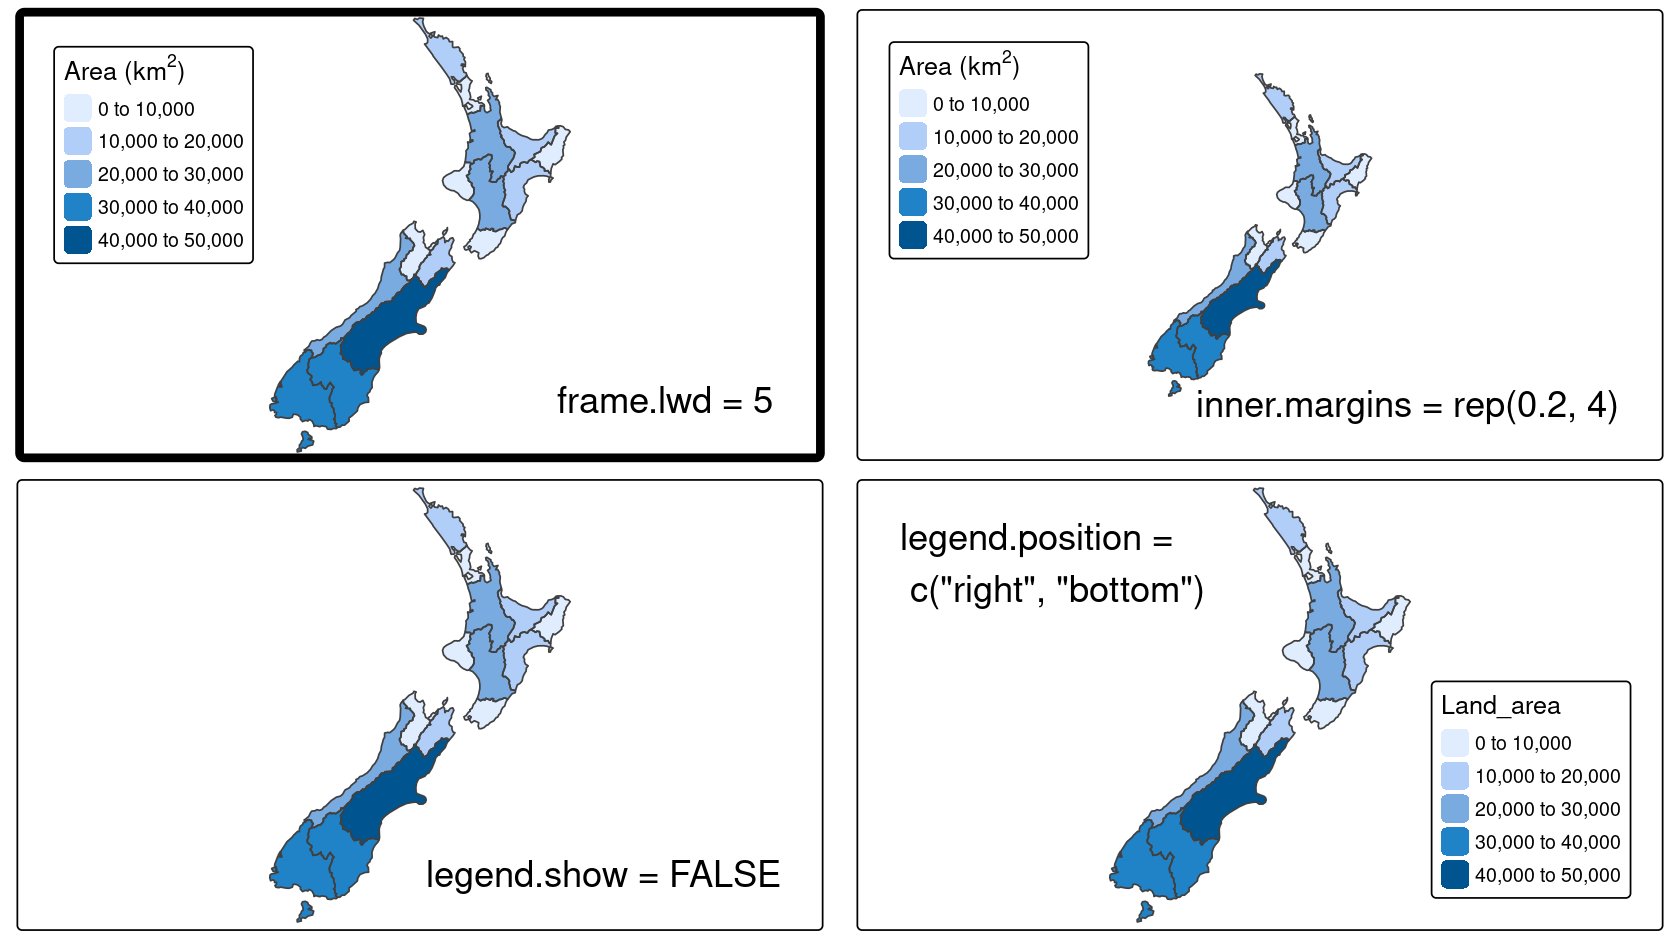 Area (km²)
0 to 10,000
10,000 to 20,000
20,000 to 30,000
30,000 to 40,000
40,000 to 50,000
frame.lwd = 5
Area (km²)
0 to 10,000
10,000 to 20,000
20,000 to 30,000
30,000 to 40,000
40,000 to 50,000
inner.margins = rep(0.2, 4)
legend.show = FALSE
legend.position =
c("right", "bottom")
Land_area
0 to 10,000
10,000 to 20,000
20,000 to 30,000
30,000 to 40,000
40,000 to 50,000